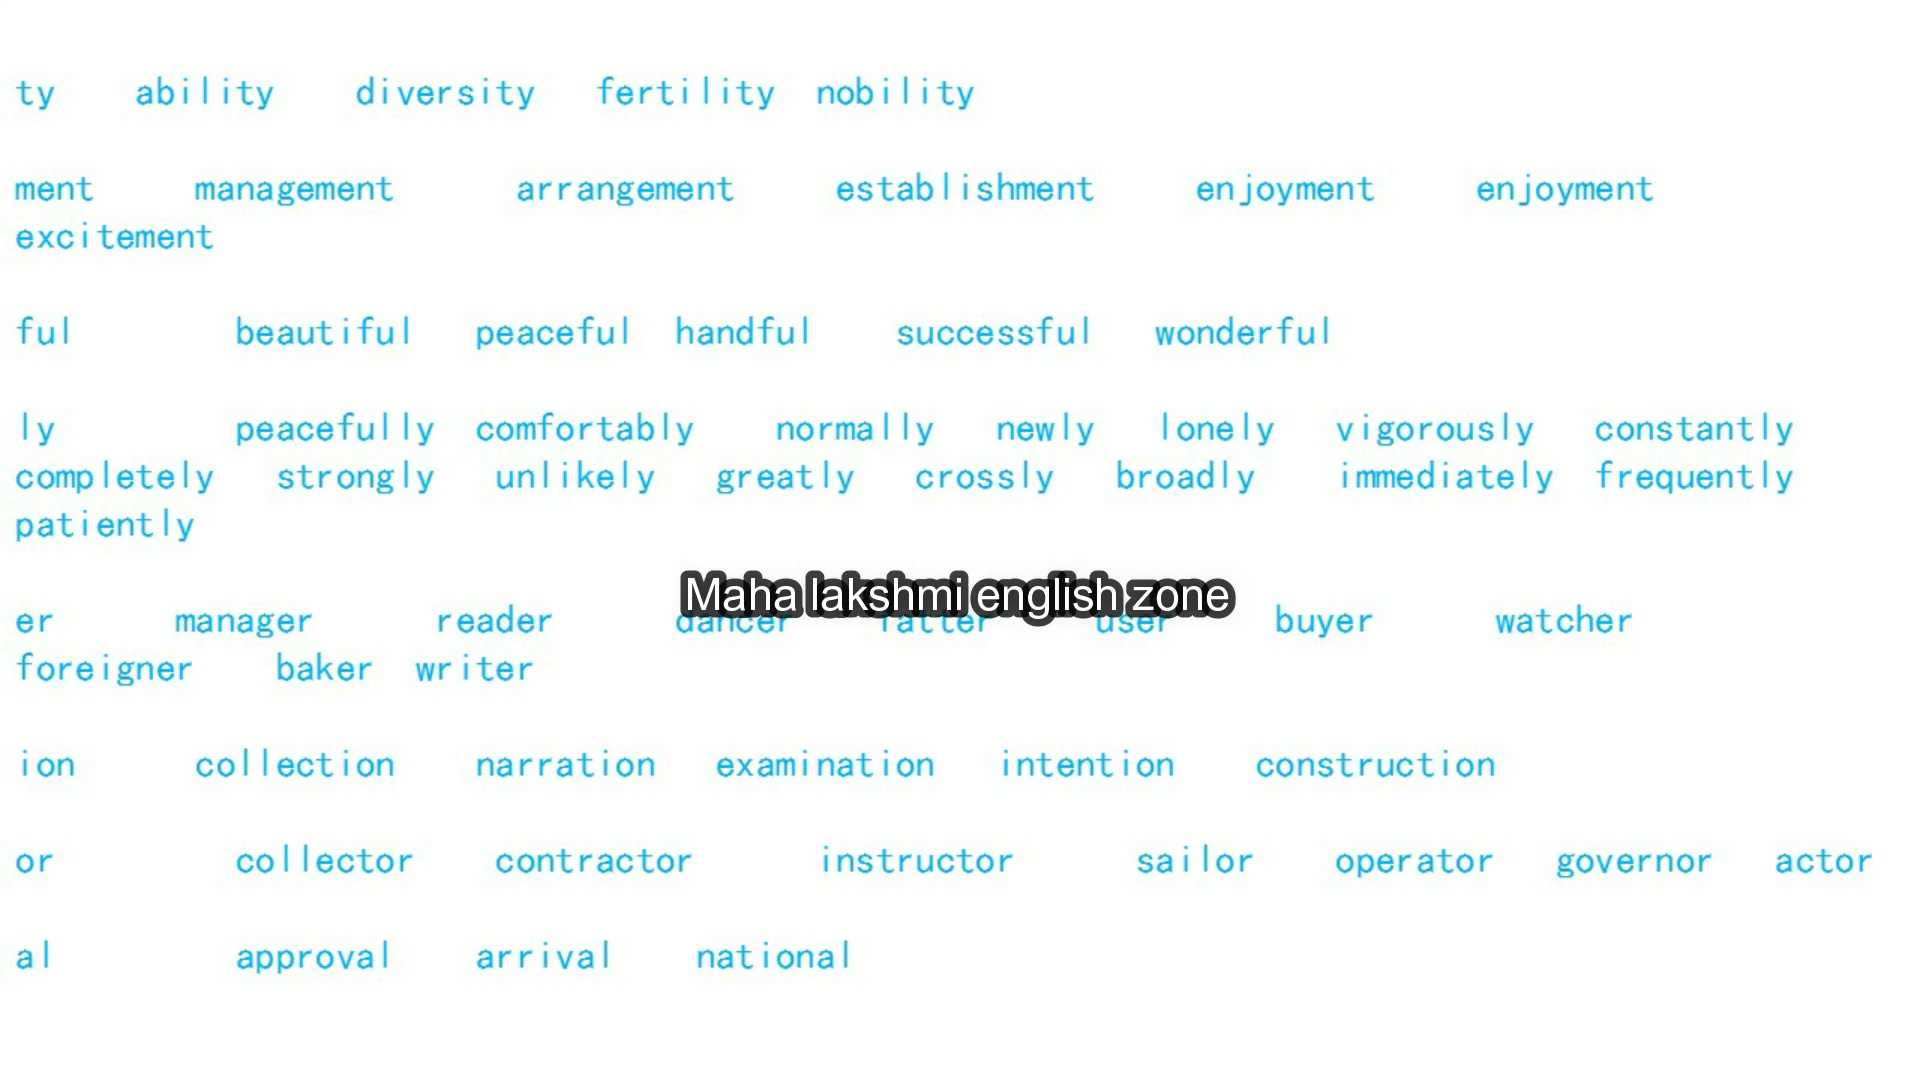 ty ability diversity fertility nobility
ment management arrangement establishment enjoyment enjoyment
excitement
ful beautiful peaceful handful successful wonderful
ly peacefully comfortably normally newly lonely vigorously constantly
completely strongly unlikely greatly crossly broadly immediately frequently
patiently
Maha lakshmi english zone
er manager reader dancer user buyer watcher
foreigner baker writer
ion collection narration examination intention construction
or collector contractor instructor sailor operator governor actor
al approval arrival national